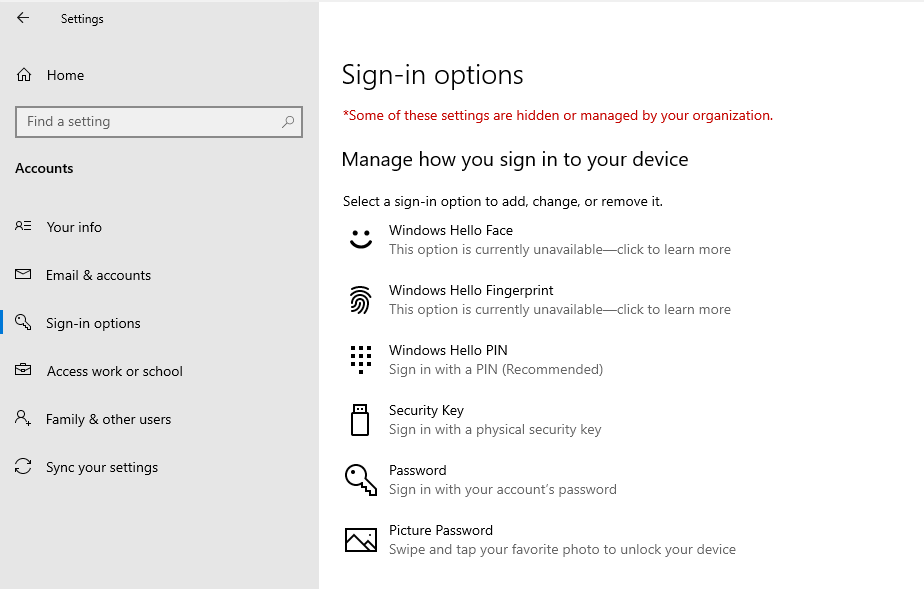 Settings
Home
Find a setting
Accounts
Your info
Email & accounts
Sign-in options
Access work or school
Family & other users
Sync your settings
Sign-in options
*Some of these settings are hidden or managed by your organization.
Manage how you sign in to your device
Select a sign-in option to add, change, or remove it.
Windows Hello Face
This option is currently unavailable—click to learn more
Windows Hello Fingerprint
This option is currently unavailable—click to learn more
Windows Hello PIN
Sign in with a PIN (Recommended)
Security Key
Sign in with a physical security key
Password
Sign in with your account's password
Picture Password
Swipe and tap your favorite photo to unlock your device